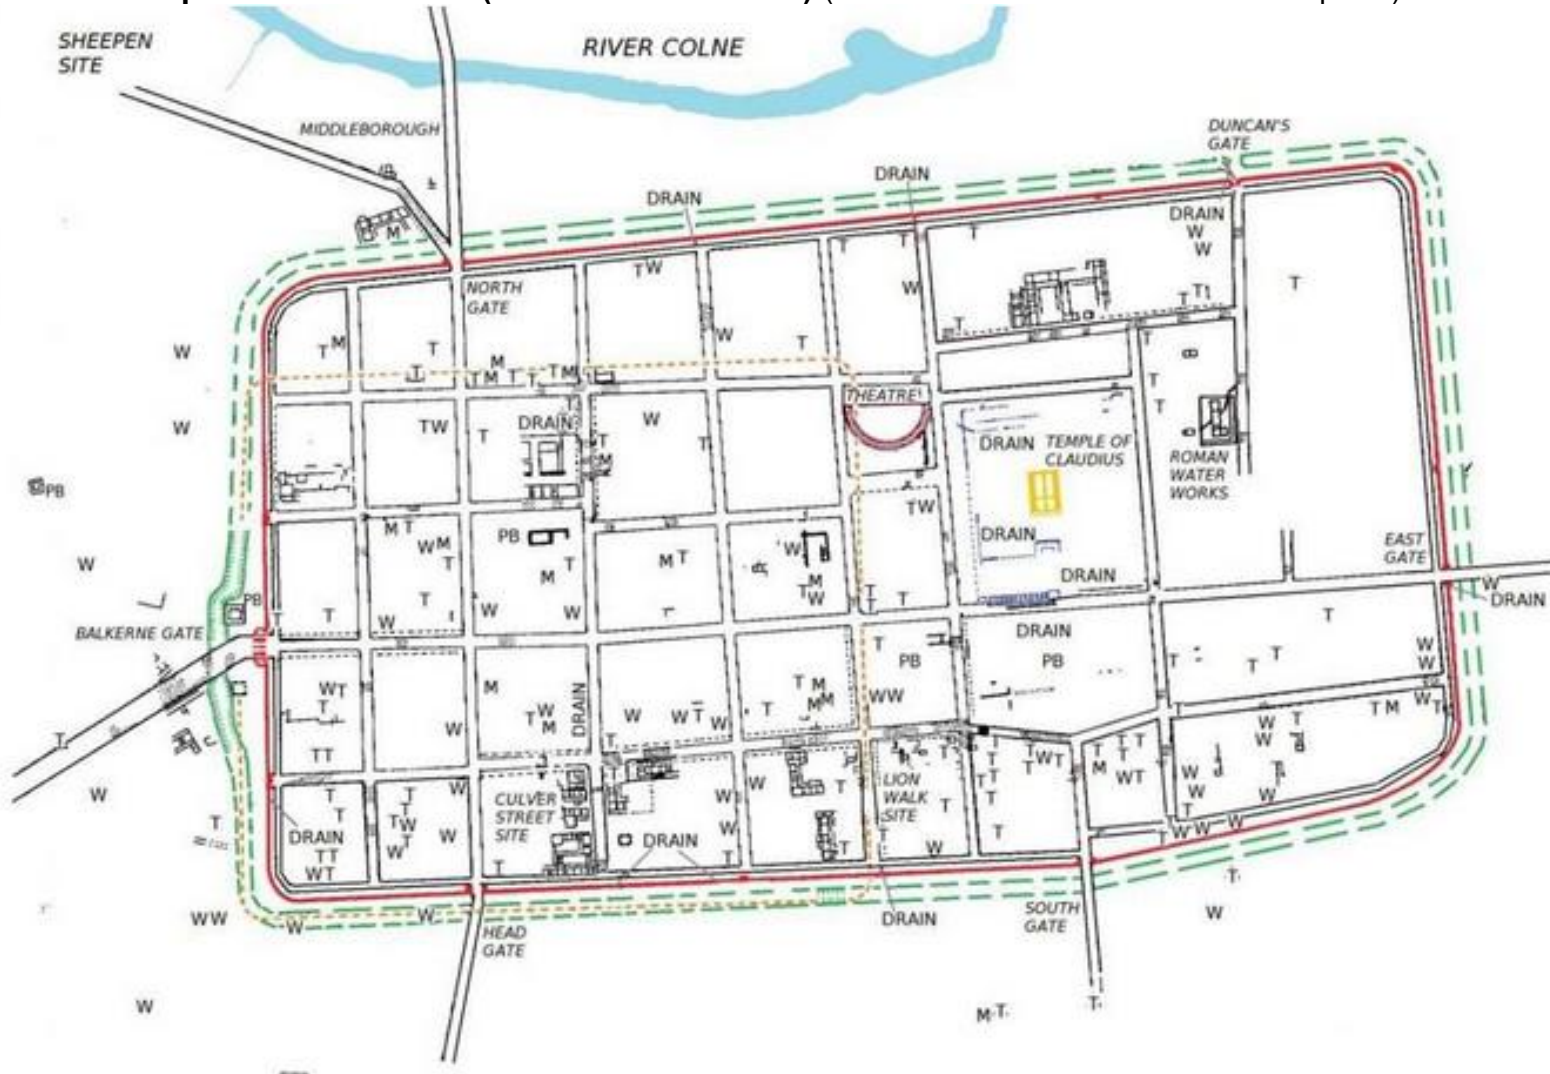 SHEEPEN
SITE
RIVER COLNE
MIDDLEBOROUGH
DUNCAN'S
GATE
DRAIN
DRAIN
DRAIN
M
W
W
T
T
T
W
T
NORTH
GATE
W
T
T
T
T
W
T
W
T M
T
M
T
T M T T M
T
T
W
THEATRE
T
W
T W
T
DRAIN
T
M
W
T
DRAIN
TEMPLE OF
CLAUDIUS
ROMAN
WATER
WORKS
PB
T W
M T
W M
T
PB
T
M
M T
W
DRAIN
EAST
GATE
W
T
M
W
DRAIN
W
DRAIN
PB
T
T
T
W
W
W
T
T
T
BALKERNE GATE
DRAIN
T
W
W
PB
PB
T
T
T
W T
T
M
T W
M
DRAIN
W
W
W T W
T
T M
M M
W W
T
T M
W
T
T
T T
T
W
T
W
T
W
W
T
T
T
W T
T
T
M
W T
W
W
W
T
W
T
T
CULVER
STREET
SITE
W
W
W
T
LION
WALK
SITE
T
T
T
W
T
DRAIN
T
T
W
T
W
W
DRAIN
T
T
T
W
T
W W W
T T
W T
T
W W
W
W
HEAD
GATE
DRAIN
SOUTH
GATE
T
W
W
M T
T